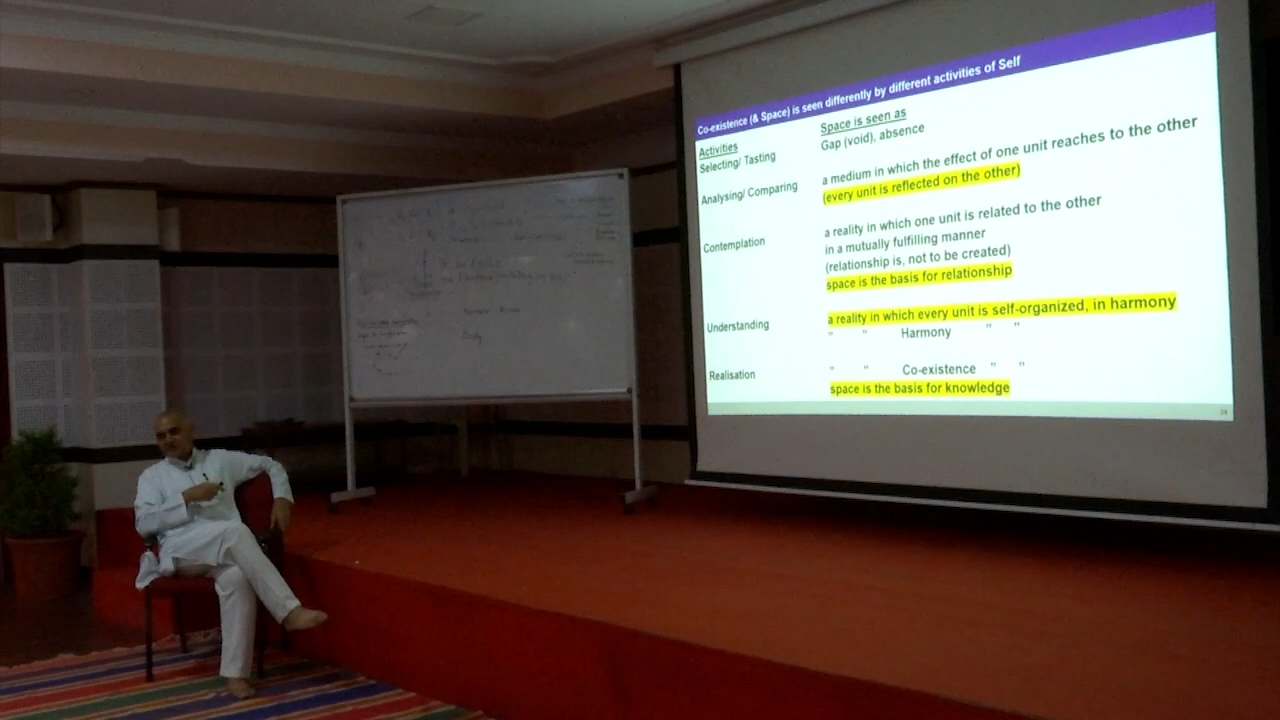 Co-existence (& Space) is seen differently by different activities of Self
Activities Space is seen as
Selecting/ Tasting Gap (void), absence
Analysing/ Comparing a medium in which the effect of one unit reaches to the other
(every unit is reflected on the other)
Contemplation a reality in which one unit is related to the other
in a mutually fulfilling manner
(relationship is, not to be created)
space is the basis for relationship
Understanding a reality in which every unit is self-organized, in harmony
" " Harmony " "
Realisation " " Co-existence " "
space is the basis for knowledge
Body